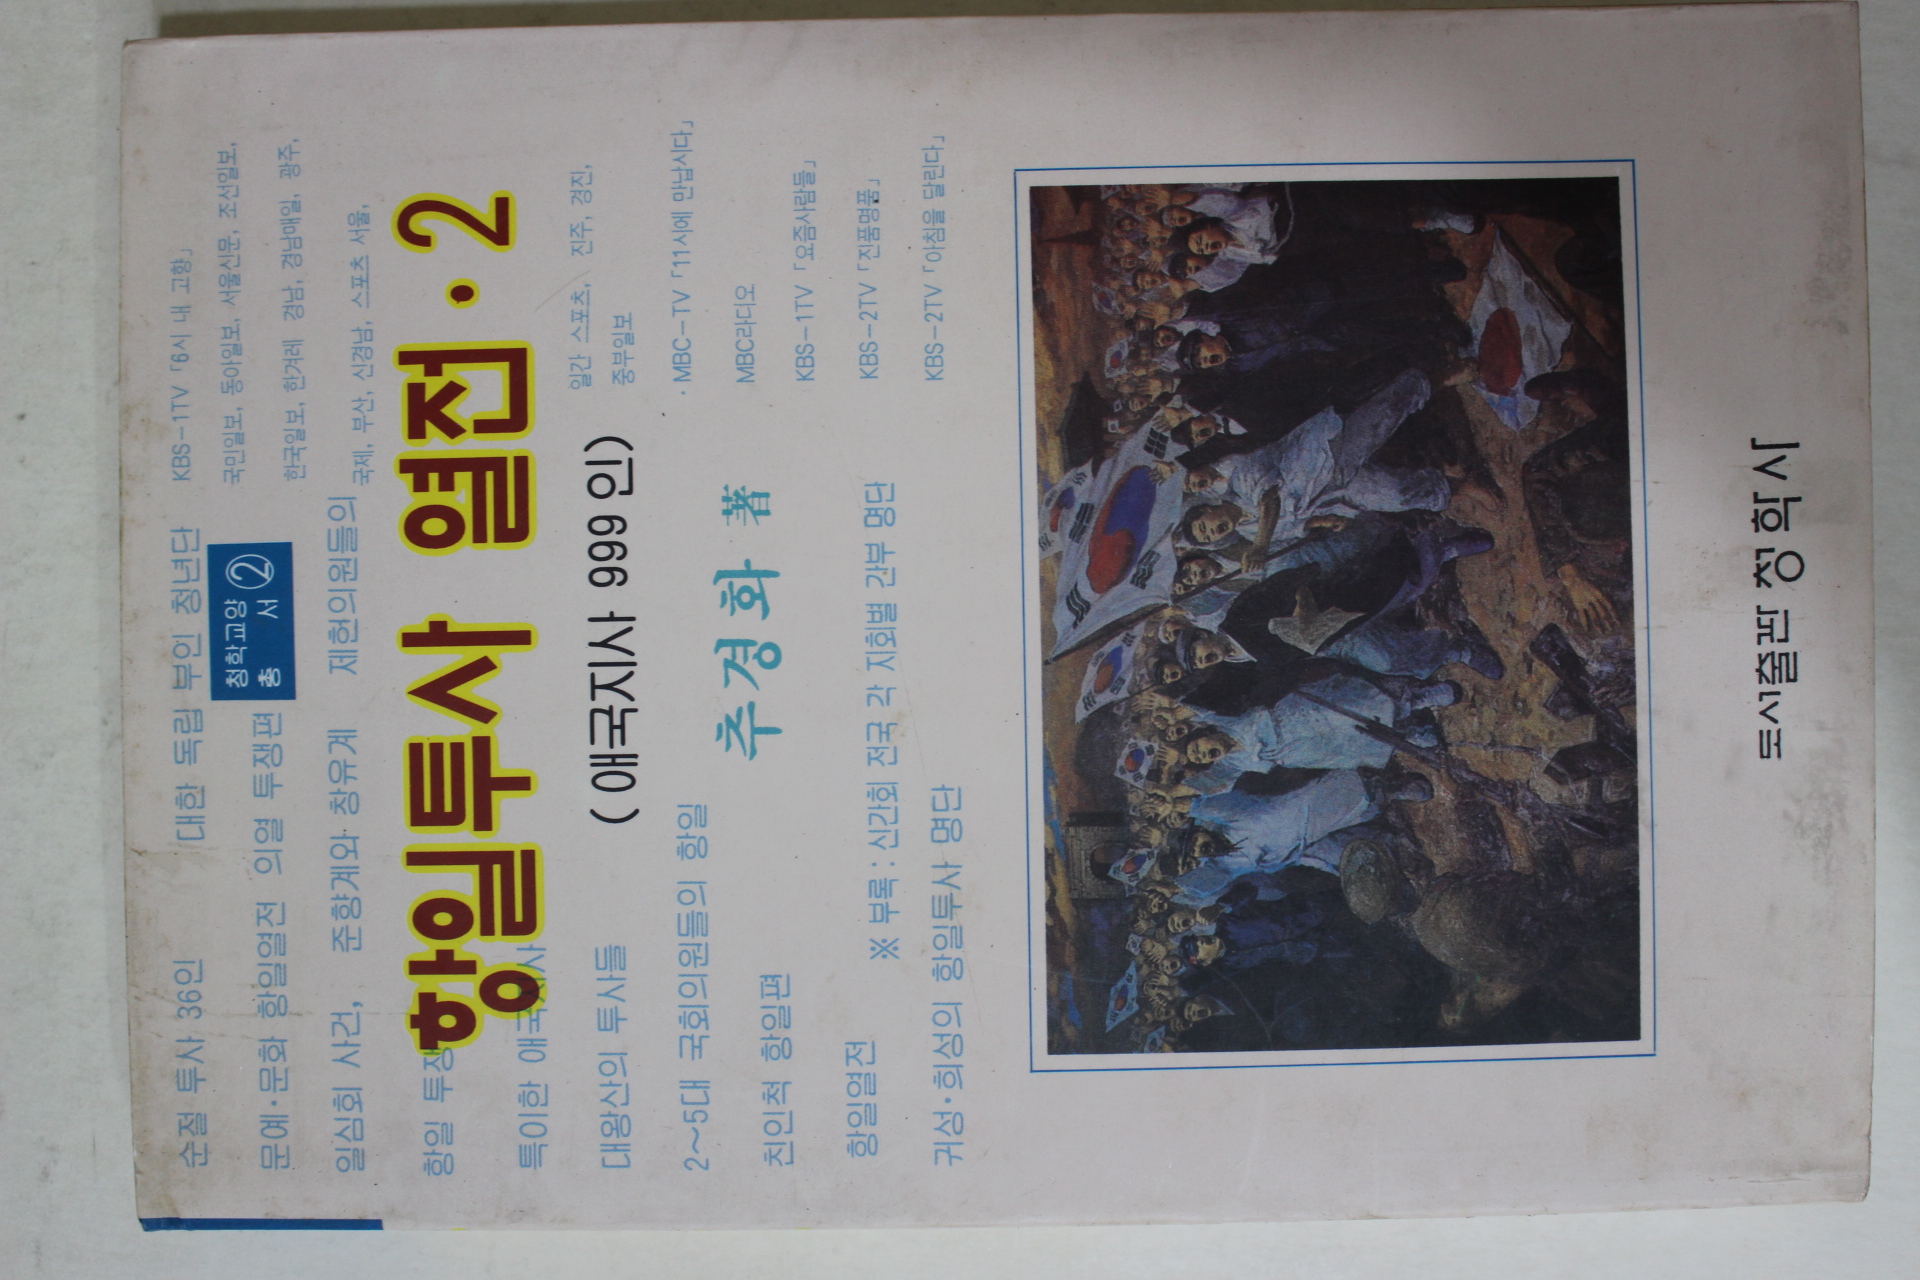 순절 투사 36인 대한 독립 부인 청년단 KBS-1TV 「6시 내 고향」
국민일보, 동아일보, 서울신문, 조선일보,
청학교양
총 서 ②
문예·문화 항일열전 의열 투쟁편
한국일보, 한겨레 경남, 경남매일, 광주,
일심회 사건, 준향계와 창유계 제헌의원들의
국제, 부산, 신경남, 스포츠 서울,
항일 투쟁
항일투사 열전·2
특이한 애국지사
일간 스포츠, 진주, 경진,
중부일보
(애국지사 999인)
대왕산의 투사들
2~5대 국회의원들의 항일
MBC-TV 「11시에 만납시다」
추경화 著
MBC라디오
친인척 항일편
KBS-1TV 「요즘사람들」
항일열전
※ 부록 : 신간회 전국 각 지회별 간부 명단
KBS-2TV 「진품명품」
귀성·희성의 항일투사 명단
KBS-2TV 「아침을 달린다」
도서출판 청학사